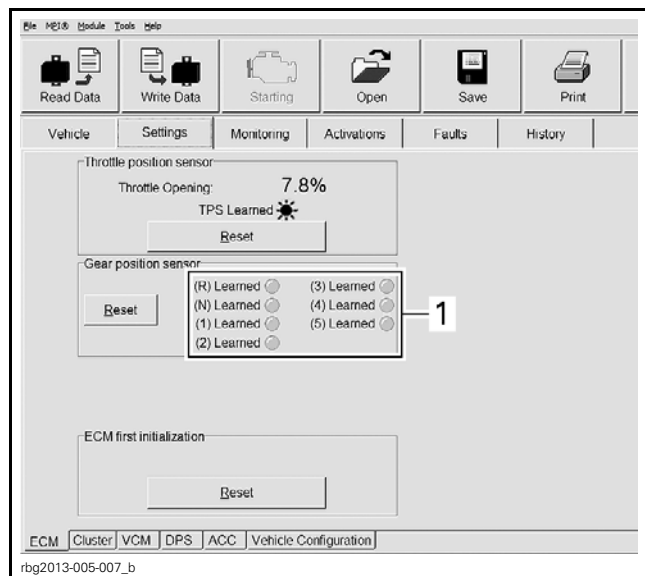 File MPI® Module Tools Help
Read Data Write Data Starting Open Save Print
Vehicle Settings Monitoring Activations Faults History
Throttle position sensor
Throttle Opening: 7.8%
TPS Learned
Reset
Gear position sensor
Reset
(R) Learned (3) Learned
(N) Learned (4) Learned
(1) Learned (5) Learned
(2) Learned
1
ECM first initialization
Reset
ECM Cluster VCM DPS ACC Vehicle Configuration
rbg2013-005-007_b